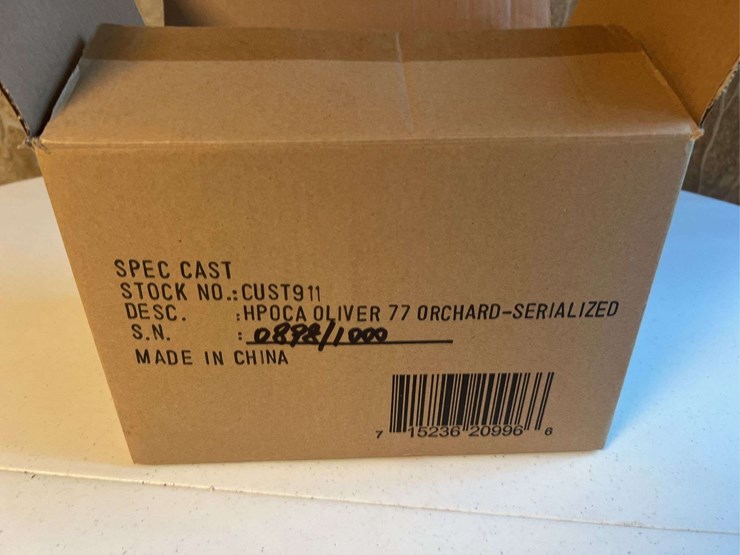 SPEC CAST
STOCK NO.:CUST911
DESC. :HPOCA OLIVER 77 ORCHARD-SERIALIZED
S.N. : 0898/1000
MADE IN CHINA
7 15236 20996 6